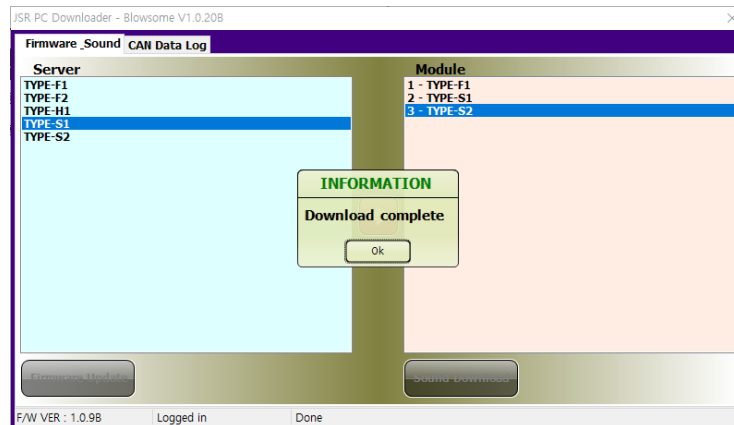 JSR PC Downloader - Blowsome V1.0.20B
Firmware _Sound
CAN Data Log
Server
TYPE-F1
TYPE-F2
TYPE-H1
TYPE-S1
TYPE-S2
Module
1 - TYPE-F1
2 - TYPE-S1
3 - TYPE-S2
INFORMATION
Download complete
Ok
Firmware Update
Sound Download
F/W VER : 1.0.9B
Logged in
Done